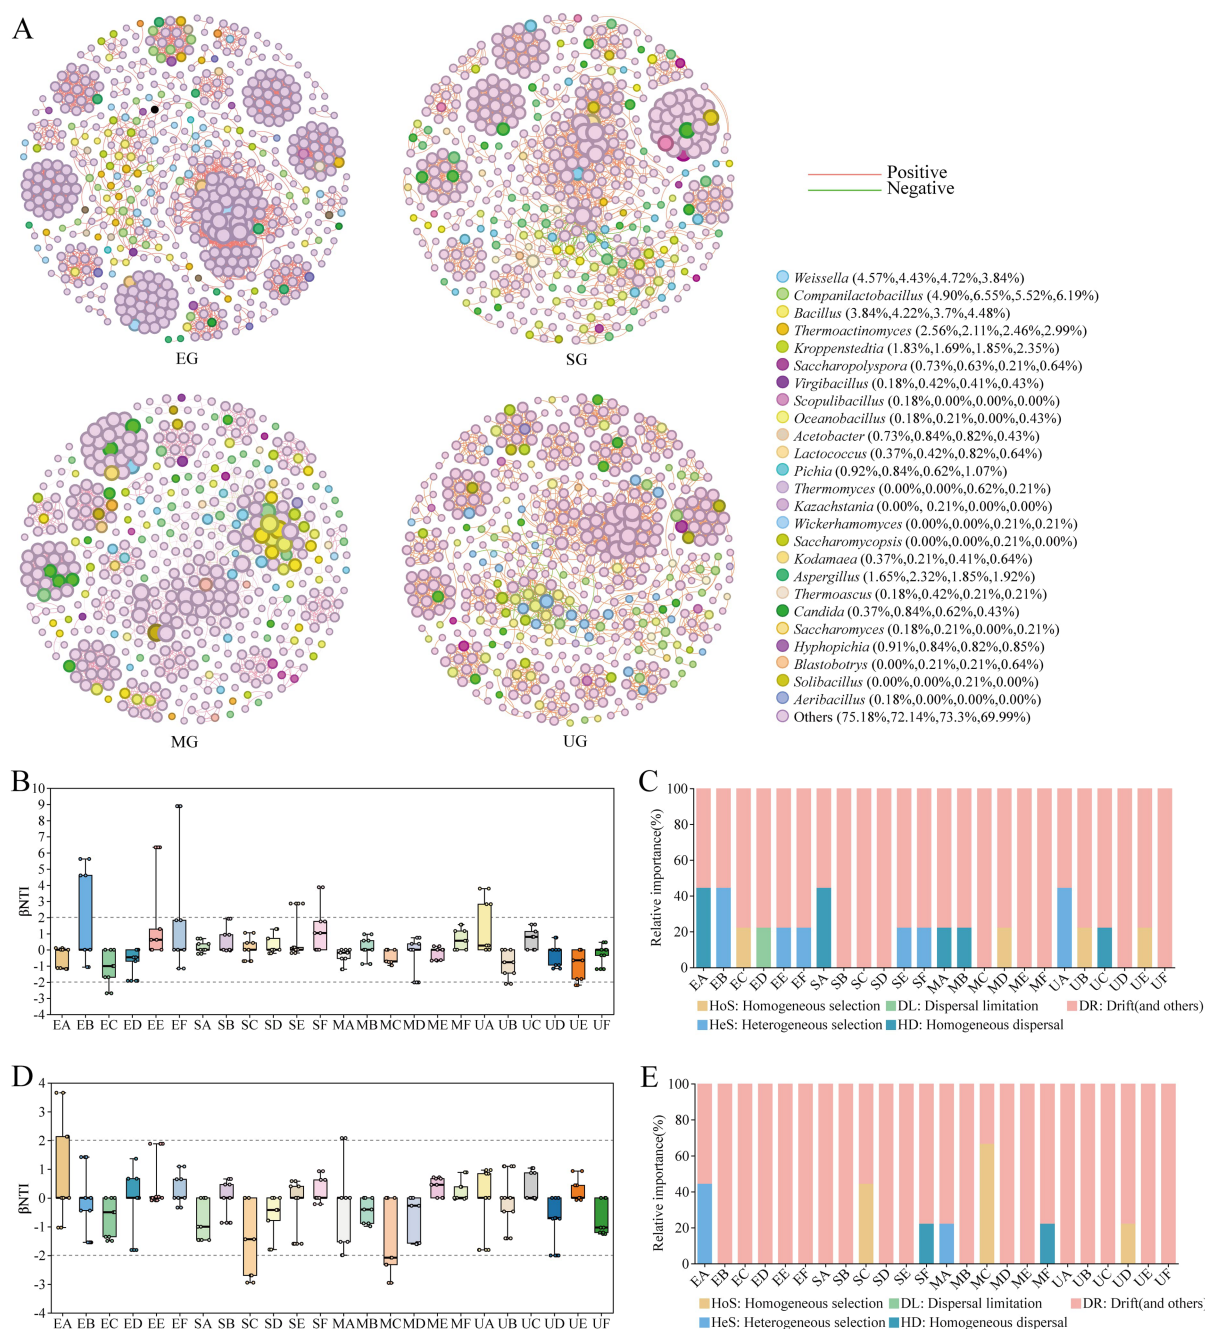 A
EG
SG
Positive
Negative
MG
UG
Weissella (4.57%,4.43%,4.72%,3.84%)
Companilactobacillus (4.90%,6.55%,5.52%,6.19%)
Bacillus (3.84%,4.22%,3.7%,4.48%)
Thermoactinomyces (2.56%,2.11%,2.46%,2.99%)
Kroppenstedtia (1.83%,1.69%,1.85%,2.35%)
Saccharopolyspora (0.73%,0.63%,0.21%,0.64%)
Virgibacillus (0.18%,0.42%,0.41%,0.43%)
Scopulibacillus (0.18%,0.00%,0.00%,0.00%)
Oceanobacillus (0.18%,0.21%,0.00%,0.43%)
Acetobacter (0.73%,0.84%,0.82%,0.43%)
Lactococcus (0.37%,0.42%,0.82%,0.64%)
Pichia (0.92%,0.84%,0.62%,1.07%)
Thermomyces (0.00%,0.00%,0.62%,0.21%)
Kazachstania (0.00%, 0.21%,0.00%,0.00%)
Wickerhamomyces (0.00%,0.00%,0.21%,0.21%)
Saccharomycopsis (0.00%,0.00%,0.21%,0.00%)
Kodamaea (0.37%,0.21%,0.41%,0.64%)
Aspergillus (1.65%,2.32%,1.85%,1.92%)
Thermoascus (0.18%,0.42%,0.21%,0.21%)
Candida (0.37%,0.84%,0.62%,0.43%)
Saccharomyces (0.18%,0.21%,0.00%,0.21%)
Hyphopichia (0.91%,0.84%,0.82%,0.85%)
Blastobotrys (0.00%,0.21%,0.21%,0.64%)
Solibacillus (0.00%,0.00%,0.21%,0.00%)
Aeribacillus (0.18%,0.00%,0.00%,0.00%)
Others (75.18%,72.14%,73.3%,69.99%)
B
βNTI
10
9
8
7
6
5
4
3
2
1
0
-1
-2
-3
-4
EA EB EC ED EE EF SA SB SC SD SE SF MA MB MC MD ME MF UA UB UC UD UE UF
C
Relative importance(%)
100
80
60
40
20
0
EA EB EC ED EE EF SA SB SC SD SE SF MA MB MC MD ME MF UA UB UC UD UE UF
HoS: Homogeneous selection DL: Dispersal limitation DR: Drift(and others)
HeS: Heterogeneous selection HD: Homogeneous dispersal
D
βNTI
4
3
2
1
0
-1
-2
-3
-4
EA EB EC ED EE EF SA SB SC SD SE SF MA MB MC MD ME MF UA UB UC UD UE UF
E
Relative importance(%)
100
80
60
40
20
0
EA EB EC ED EE EF SA SB SC SD SE SF MA MB MC MD ME MF UA UB UC UD UE UF
HoS: Homogeneous selection DL: Dispersal limitation DR: Drift(and others)
HeS: Heterogeneous selection HD: Homogeneous dispersal